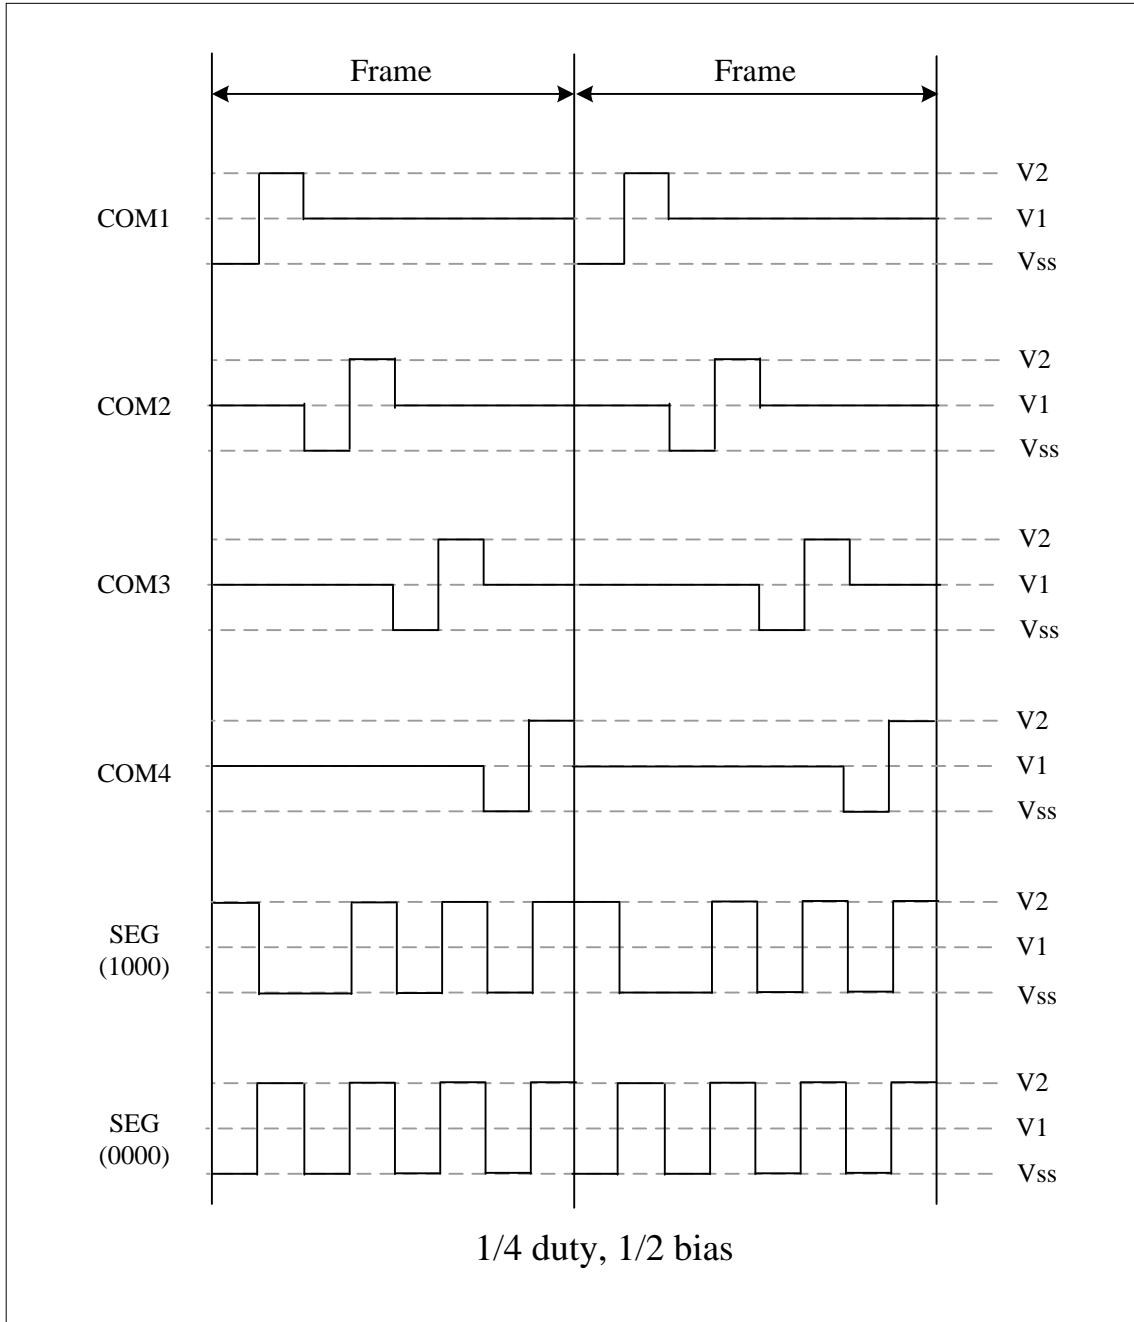 Frame Frame
V2
COM1 V1
Vss
V2
COM2 V1
Vss
V2
COM3 V1
Vss
V2
COM4 V1
Vss
V2
SEG
(1000)
V1
Vss
V2
SEG
(0000)
V1
Vss
1/4 duty, 1/2 bias